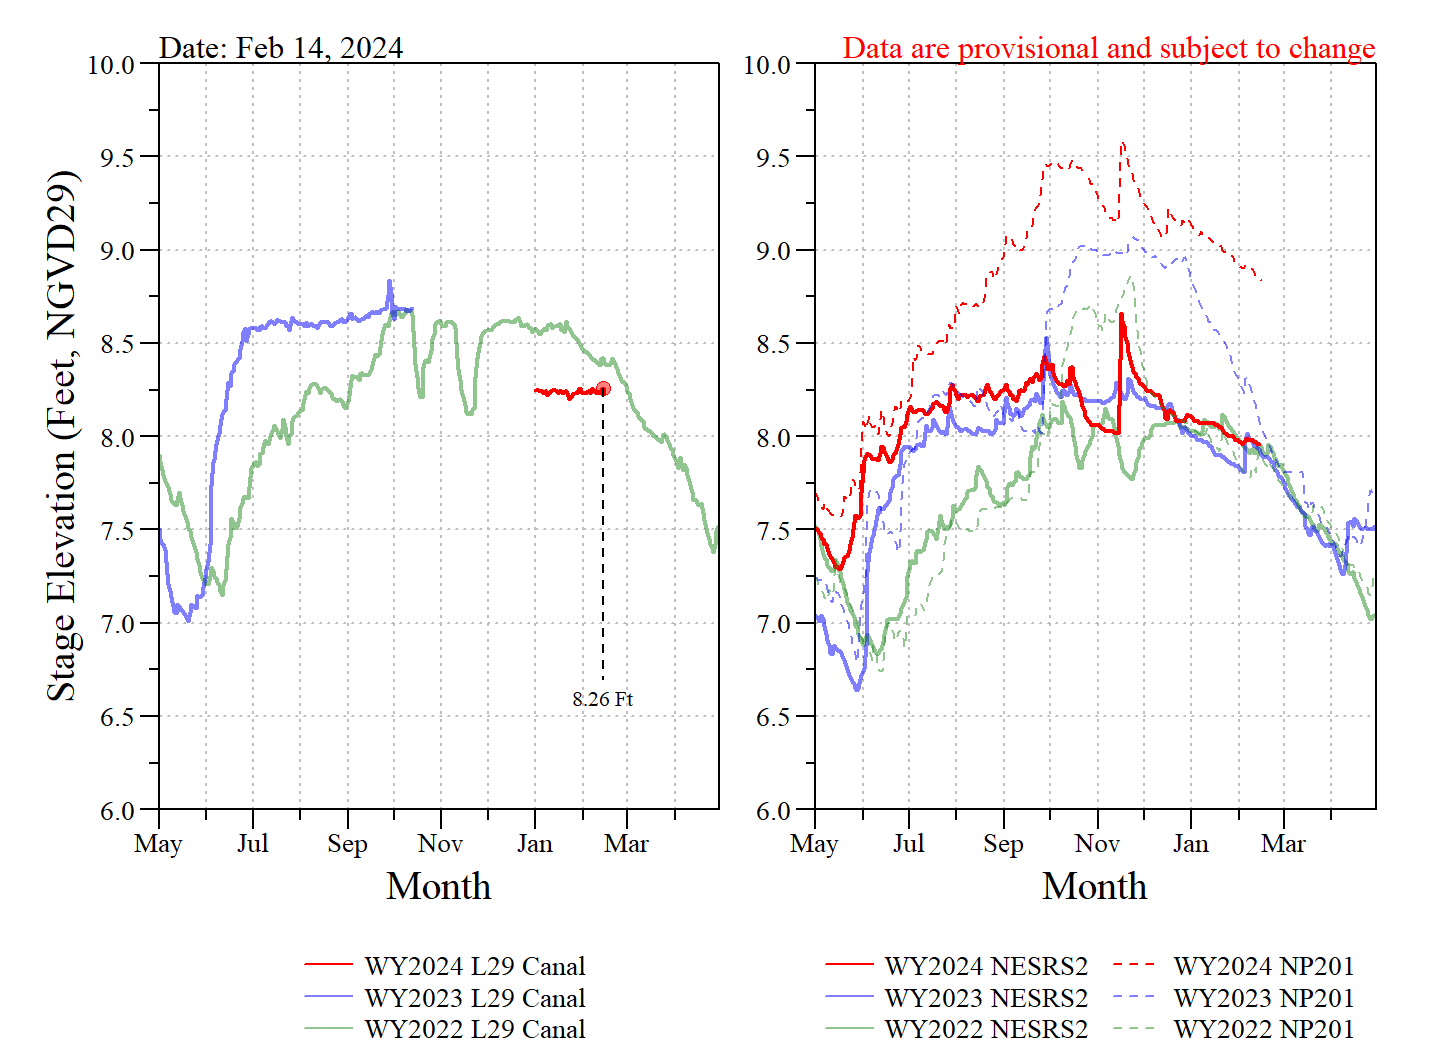 Date: Feb 14, 2024
Data are provisional and subject to change
Stage Elevation (Feet, NGVD29)
10.0
9.5
9.0
8.5
8.0
7.5
7.0
6.5
6.0
8.26 Ft
May Jul Sep Nov Jan Mar
Month
10.0
9.5
9.0
8.5
8.0
7.5
7.0
6.5
6.0
May Jul Sep Nov Jan Mar
Month
WY2024 L29 Canal
WY2023 L29 Canal
WY2022 L29 Canal
WY2024 NESRS2 WY2024 NP201
WY2023 NESRS2 WY2023 NP201
WY2022 NESRS2 WY2022 NP201